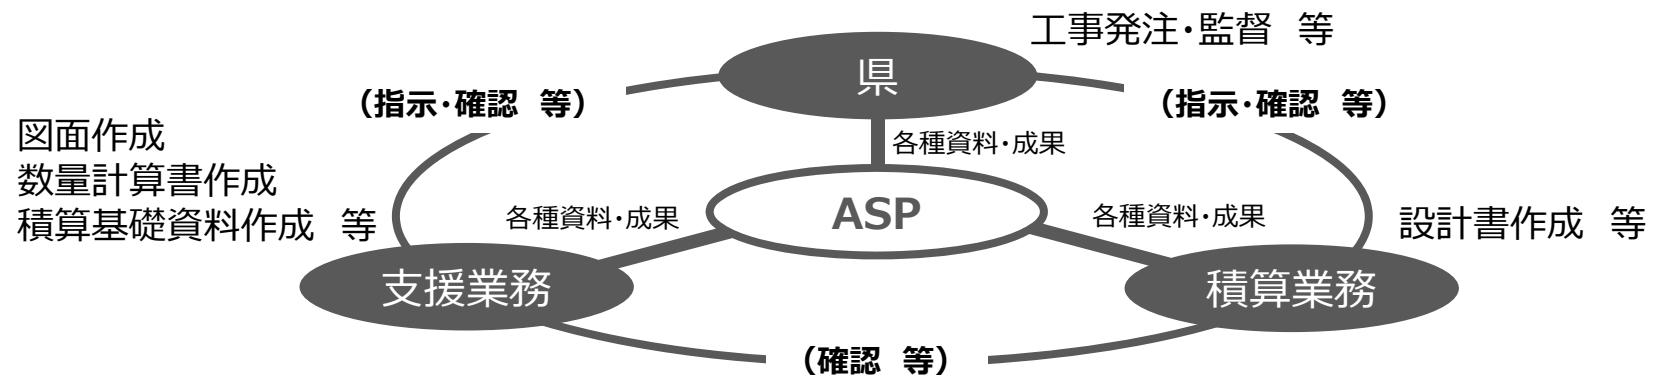 工事発注･監督　等
県
（指示･確認　等）
（指示･確認　等）
図面作成
数量計算書作成
積算基礎資料作成　等
各種資料･成果
各種資料･成果
ASP
各種資料･成果
設計書作成　等
支援業務
積算業務
（確認　等）